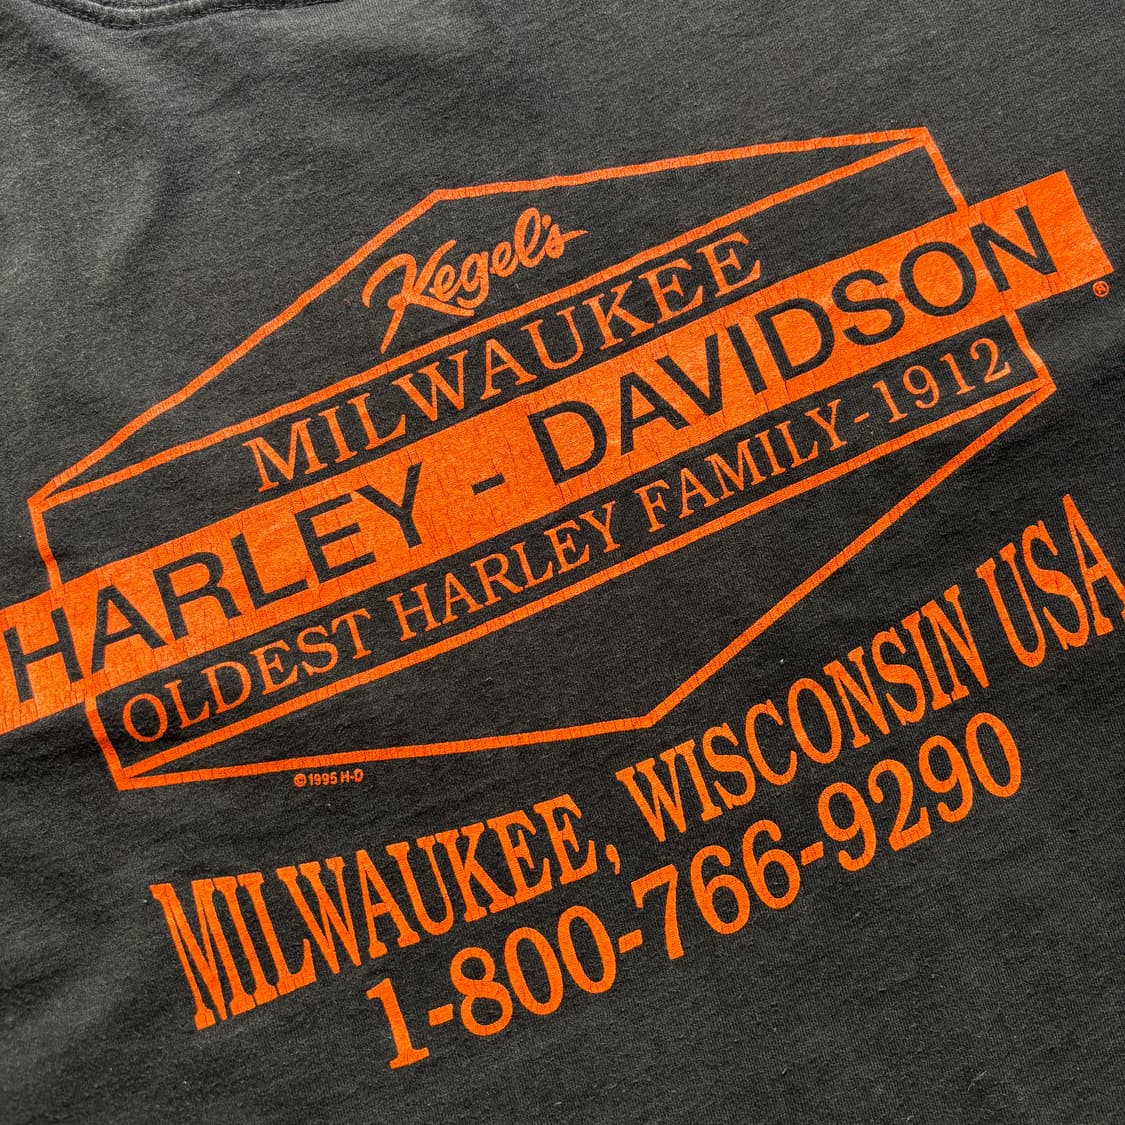 Kegel's
MILWAUKEE
HARLEY-DAVIDSON®
OLDEST HARLEY FAMILY-1912
©1995 H-D
MILWAUKEE, WISCONSIN USA
1-800-766-9290